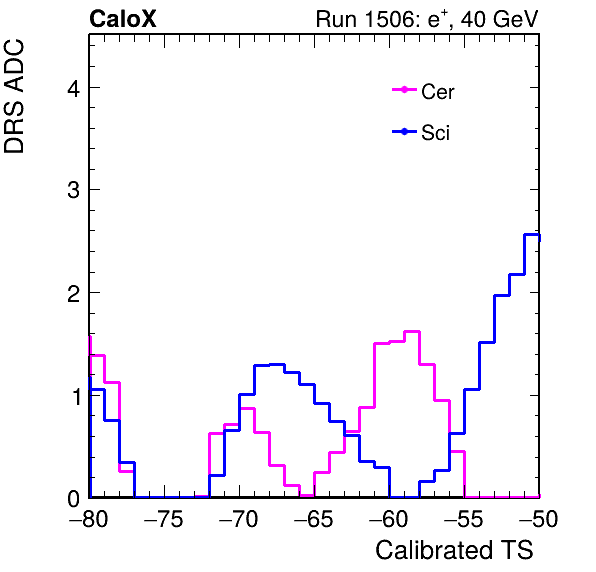 CaloX Run 1506: e⁺, 40 GeV
DRS ADC
Cer
Sci
4
3
2
1
0
−80 −75 −70 −65 −60 −55 −50
Calibrated TS